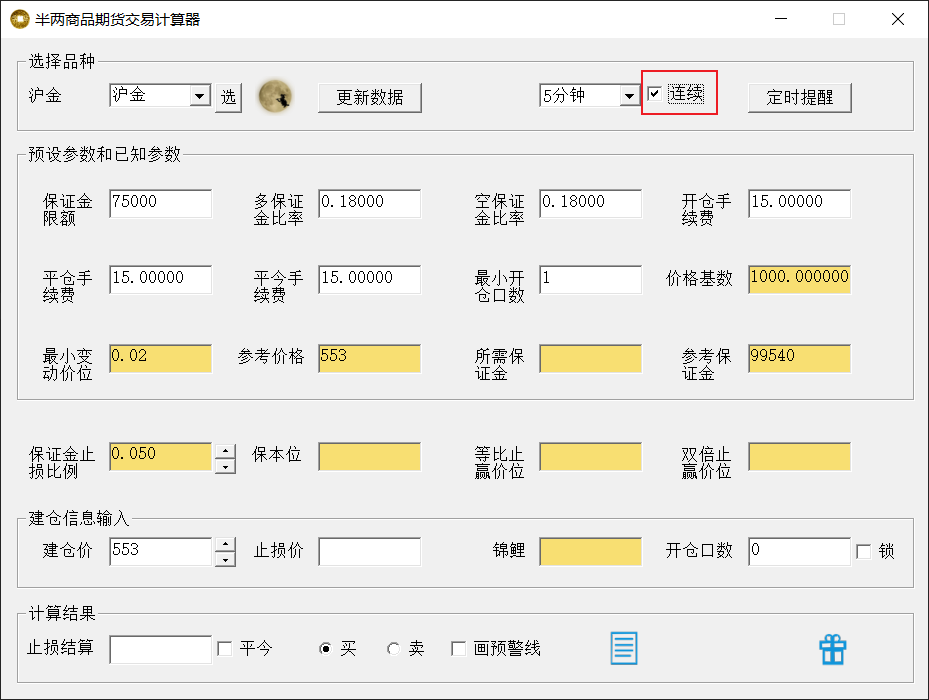 半两商品期货交易计算器
选择品种
沪金 沪金 选 更新数据 5分钟 连续 定时提醒
预设参数和已知参数
保证金限额 75000 多保证金比率 0.18000 空保证金比率 0.18000 开仓手续费 15.00000
平仓手续费 15.00000 平今手续费 15.00000 最小开仓口数 1 价格基数 1000.000000
最小变动价位 0.02 参考价格 553 所需保证金 参考保证金 99540
保证金止损比例 0.050 保本位 等比止赢价位 双倍止赢价位
建仓信息输入
建仓价 553 止损价 锦鲤 开仓口数 0 锁
计算结果
止损结算 平今 买 卖 画预警线